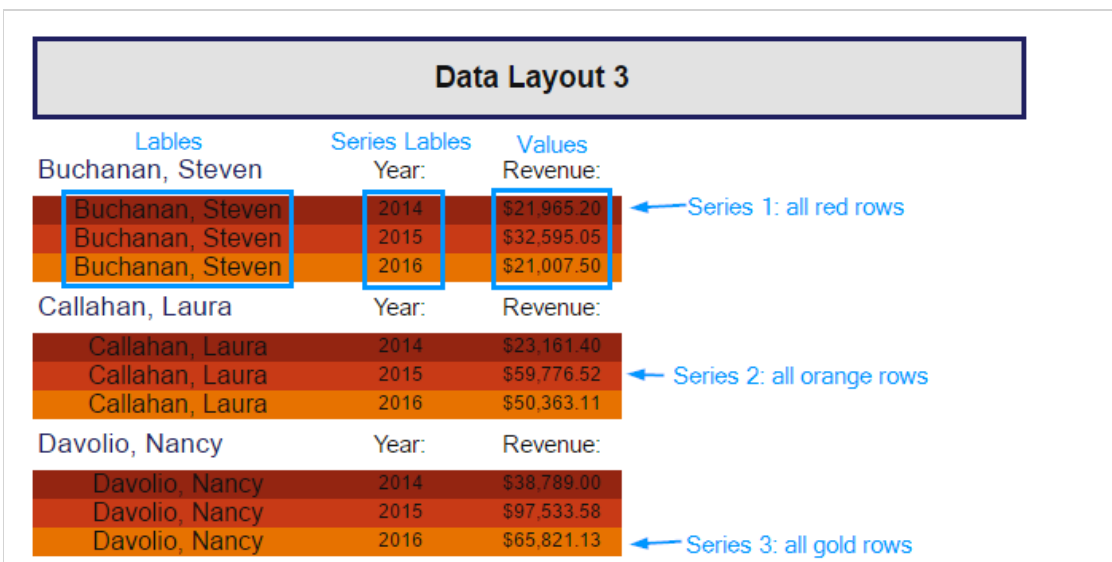 Data Layout 3
Lables Series Lables Values
Buchanan, Steven Year: Revenue:
Buchanan, Steven 2014 $21,965.20 Series 1: all red rows
Buchanan, Steven 2015 $32,595.05
Buchanan, Steven 2016 $21,007.50
Callahan, Laura Year: Revenue:
Callahan, Laura 2014 $23,161.40
Callahan, Laura 2015 $59,776.52 Series 2: all orange rows
Callahan, Laura 2016 $50,363.11
Davolio, Nancy Year: Revenue:
Davolio, Nancy 2014 $38,789.00
Davolio, Nancy 2015 $97,533.58
Davolio, Nancy 2016 $65,821.13 Series 3: all gold rows